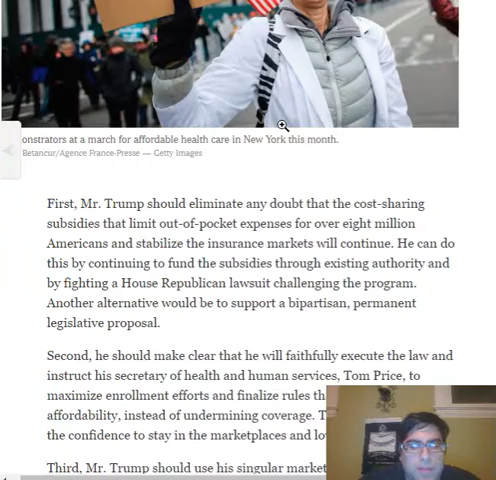 onstrators at a march for affordable health care in New York this month.
Betancur/Agence France-Presse — Getty Images
First, Mr. Trump should eliminate any doubt that the cost-sharing
subsidies that limit out-of-pocket expenses for over eight million
Americans and stabilize the insurance markets will continue. He can do
this by continuing to fund the subsidies through existing authority and
by fighting a House Republican lawsuit challenging the program.
Another alternative would be to support a bipartisan, permanent
legislative proposal.
Second, he should make clear that he will faithfully execute the law and
instruct his secretary of health and human services, Tom Price, to
maximize enrollment efforts and finalize rules th
affordability, instead of undermining coverage. T
the confidence to stay in the marketplaces and lo
Third, Mr. Trump should use his singular market